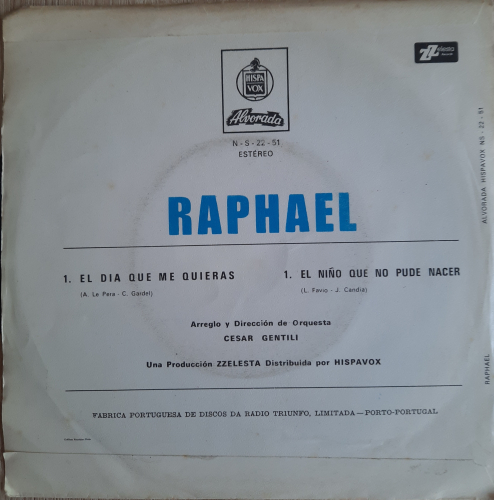 ZZelesta
HISPA
VOX
Alvorada
N - S - 22 - 51
ESTÉREO
RAPHAEL
1. EL DIA QUE ME QUIERAS
(A. Le Pera - C. Gardel)
1. EL NIÑO QUE NO PUDE NACER
(L. Favio - J. Candia)
Arreglo y Dirección de Orquesta
CESAR GENTILI
Una Producción ZZELESTA Distribuida por HISPAVOX
FABRICA PORTUGUESA DE DISCOS DA RADIO TRIUNFO, LIMITADA — PORTO-PORTUGAL
ALVORADA HISPAVOX NS - 22 - 51
RAPHAEL